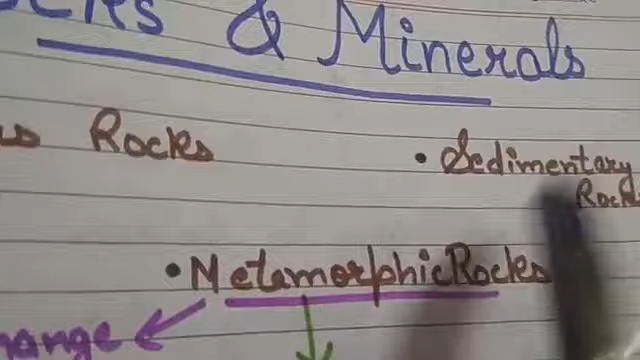 & Minerals
Rocks
• Sedimentary
Rocks
• Metamorphic Rocks